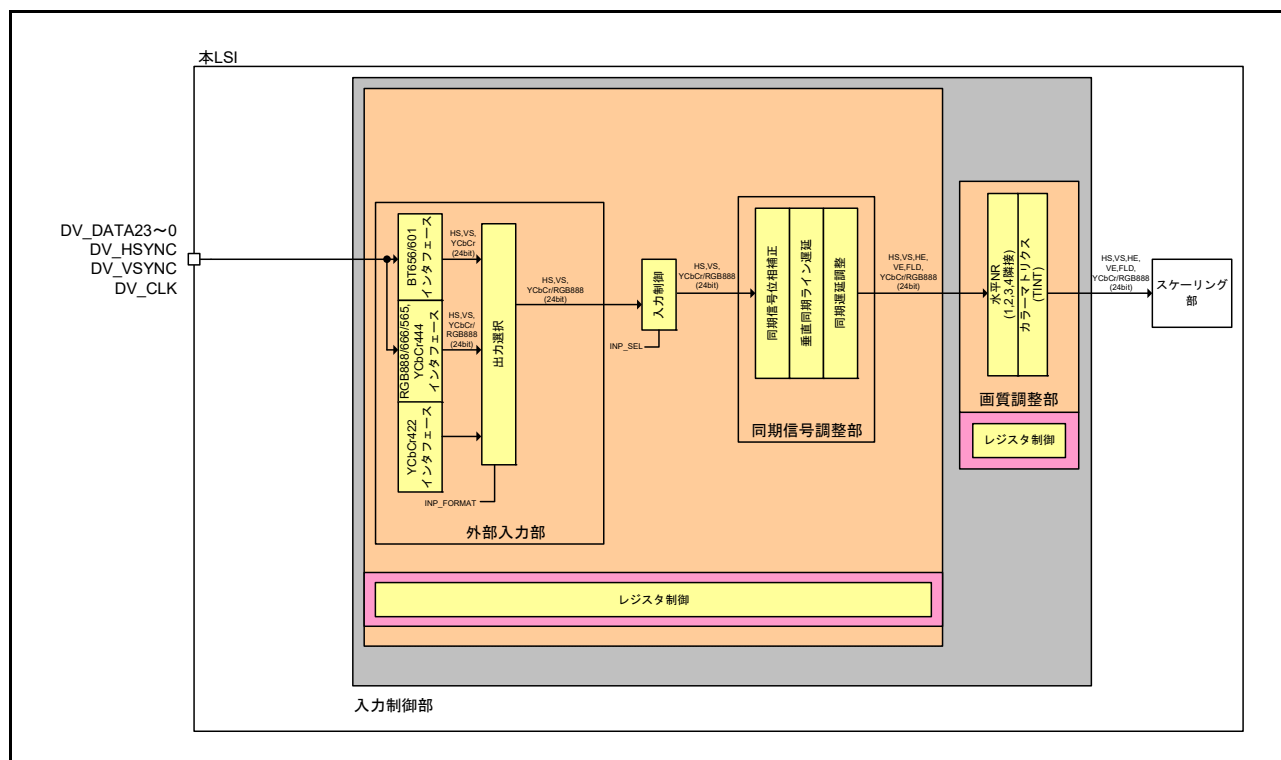 本LSI
DV_DATA23～0
DV_HSYNC
DV_VSYNC
DV_CLK
BT656/601
インタフェース
RGB888/666/565,
YCbCr444
インタフェース
YCbCr422
インタフェース
HS,VS,
YCbCr
(24bit)
HS,VS,
YCbCr/
RGB888
(24bit)
出力選択
INP_FORMAT
外部入力部
HS,VS,
YCbCr/RGB888
(24bit)
入力制御
INP_SEL
HS,VS,
YCbCr/RGB888
(24bit)
同期信号位相補正
垂直同期ライン遅延
同期遅延調整
同期信号調整部
HS,VS,HE,
VE,FLD,
YCbCr/RGB888
(24bit)
水平NR
(1,2,3,4隣接)
カラーマトリクス
(TINT)
画質調整部
レジスタ制御
HS,VS,HE,
VE,FLD,
YCbCr/RGB888
(24bit)
スケーリング
部
レジスタ制御
入力制御部